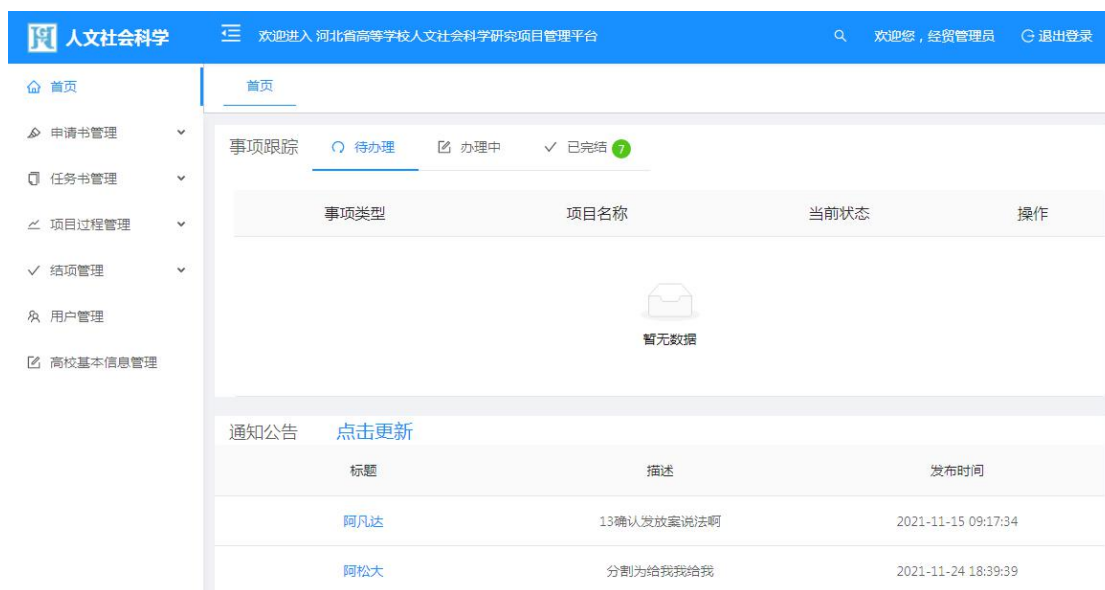 人文社会科学
欢迎进入 河北省高等学校人文社会科学研究项目管理平台
欢迎您，经贸管理员
退出登录
首页
申请书管理
任务书管理
项目过程管理
结项管理
用户管理
高校基本信息管理
首页
事项跟踪 待办理 办理中 已完结 7
事项类型 项目名称 当前状态 操作
暂无数据
通知公告 点击更新
标题 描述 发布时间
阿凡达 13确认发放案说法啊 2021-11-15 09:17:34
阿松大 分割为给我我给我 2021-11-24 18:39:39